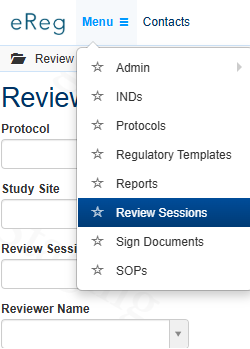 eReg Menu Contacts
Review
Review
Admin
INDs
Protocol
Protocols
Regulatory Templates
Study Site
Reports
Review Sessions
Sign Documents
Review Sessi
SOPs
Reviewer Name